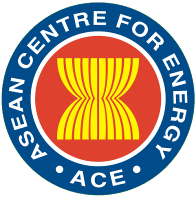 ASEAN CENTRE FOR ENERGY
• ACE •